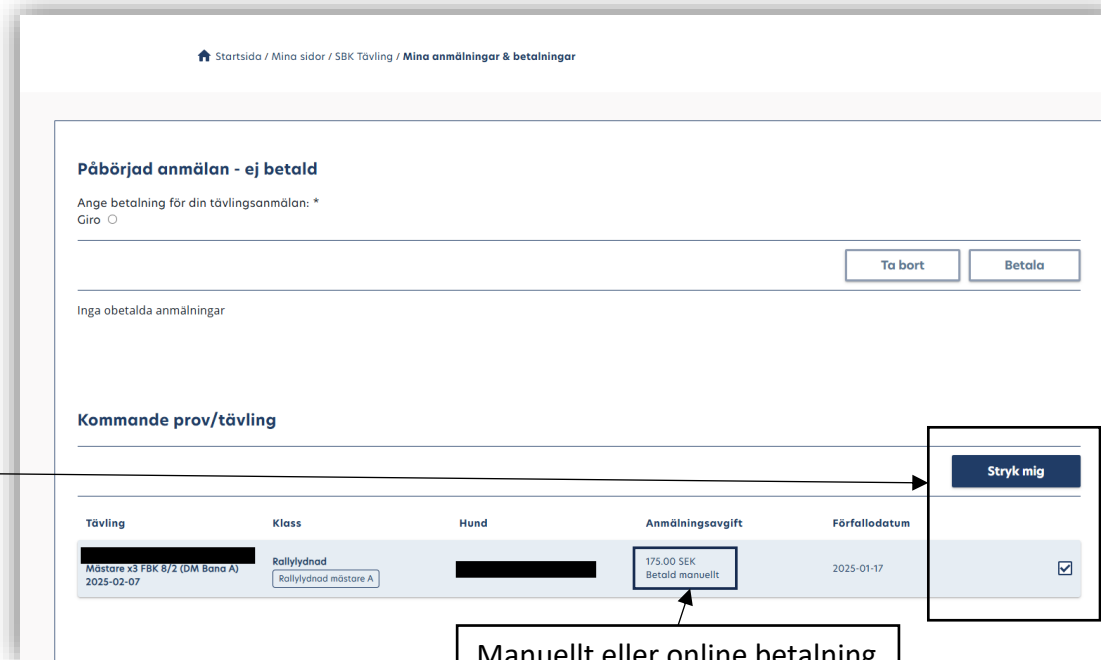 Startsida / Mina sidor / SBK Tävling / Mina anmälningar & betalningar
Påbörjad anmälan - ej betald
Ange betalning för din tävlingsanmälan: *
Giro
Ta bort Betala
Inga obetalda anmälningar
Kommande prov/tävling
Stryk mig
Tävling Klass Hund Anmälningsavgift Förfallodatum
Mästare x3 FBK 8/2 (DM Bana A)
2025-02-07
Rallylydnad
Rallylydnad mästare A
175.00 SEK
Betald manuellt
2025-01-17
Manuellt eller online betalning